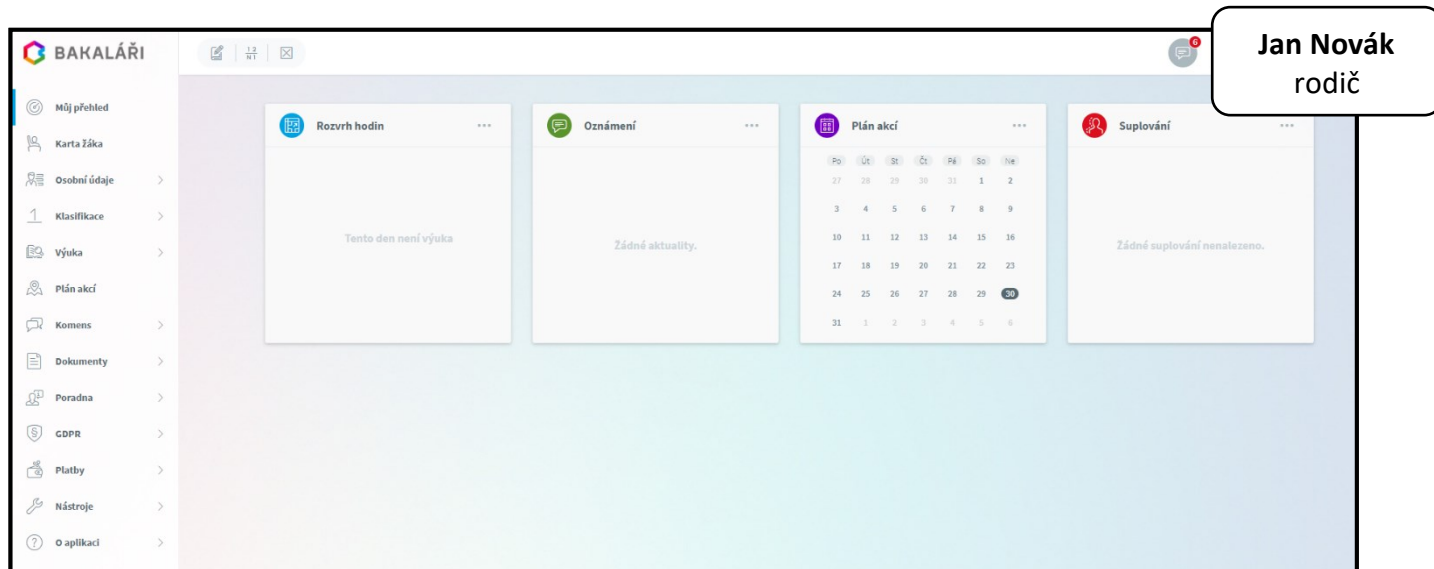 BAKALÁŘI
12
N1
6
Jan Novák
rodič
Můj přehled
Karta žáka
Osobní údaje
Klasifikace
Výuka
Plán akcí
Komens
Dokumenty
Poradna
GDPR
Platby
Nástroje
O aplikaci
Rozvrh hodin
Tento den není výuka
Oznámení
Žádné aktuality.
Plán akcí
Po Út St Čt Pá So Ne
27 28 29 30 31 1 2
3 4 5 6 7 8 9
10 11 12 13 14 15 16
17 18 19 20 21 22 23
24 25 26 27 28 29 30
31 1 2 3 4 5 6
Suplování
Žádné suplování nenalezeno.